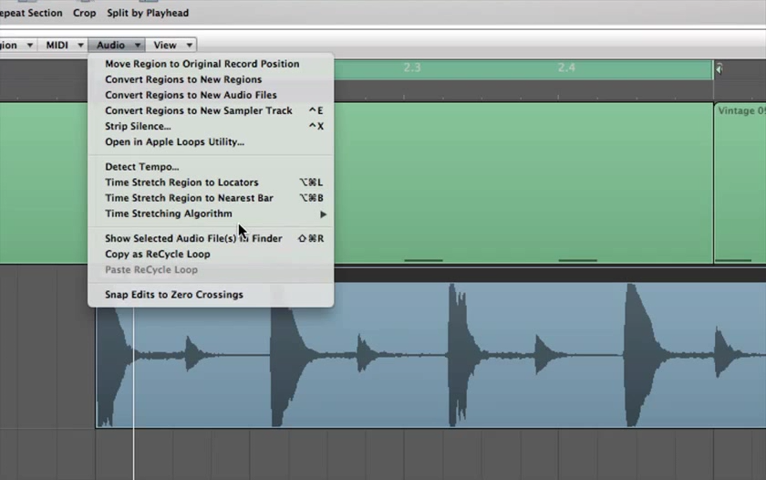 epeat Section Crop Split by Playhead
gion MIDI Audio View
2.3 2.4
Move Region to Original Record Position
Convert Regions to New Regions
Convert Regions to New Audio Files
Convert Regions to New Sampler Track ^E
Strip Silence... ^X
Open in Apple Loops Utility...
Detect Tempo...
Time Stretch Region to Locators ⌥⌘L
Time Stretch Region to Nearest Bar ⌥⌘B
Time Stretching Algorithm
Show Selected Audio File(s) in Finder ⇧⌘R
Copy as ReCycle Loop
Paste ReCycle Loop
Snap Edits to Zero Crossings
Vintage 09